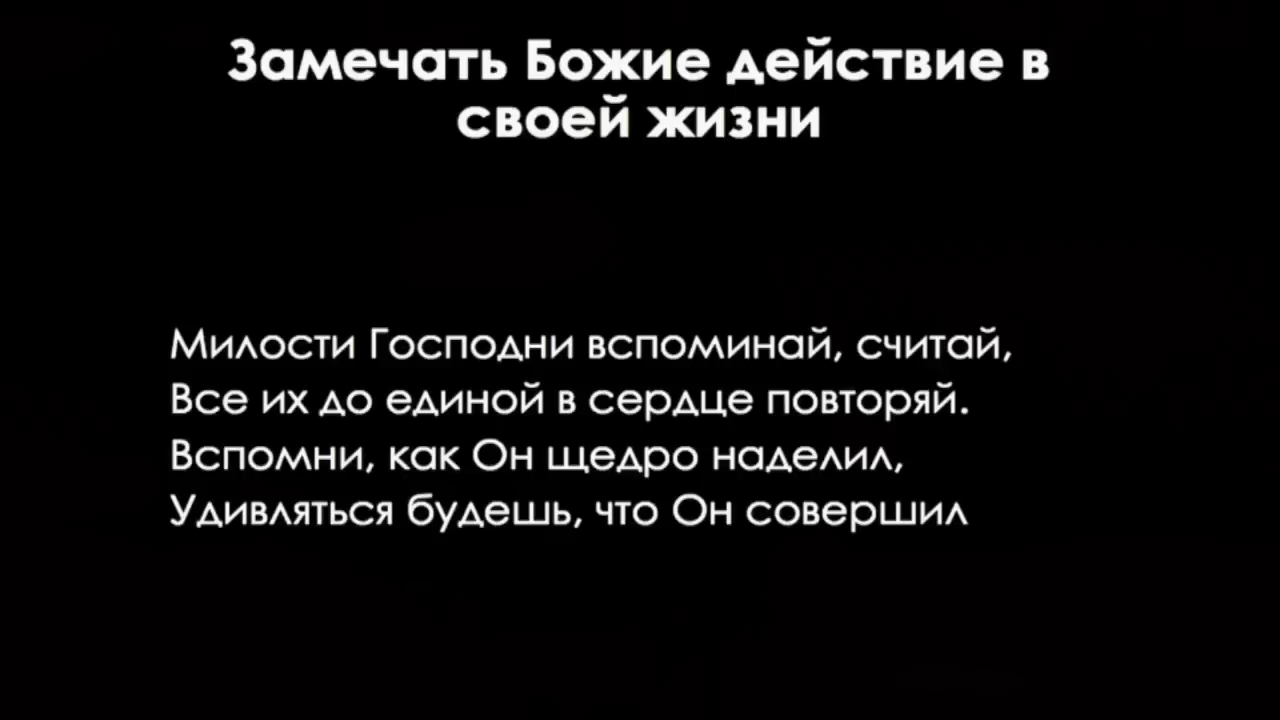 Замечать Божие действие в
своей жизни
Милости Господни вспоминай, считай,
Все их до единой в сердце повторяй.
Вспомни, как Он щедро наделил,
Удивляться будешь, что Он совершил